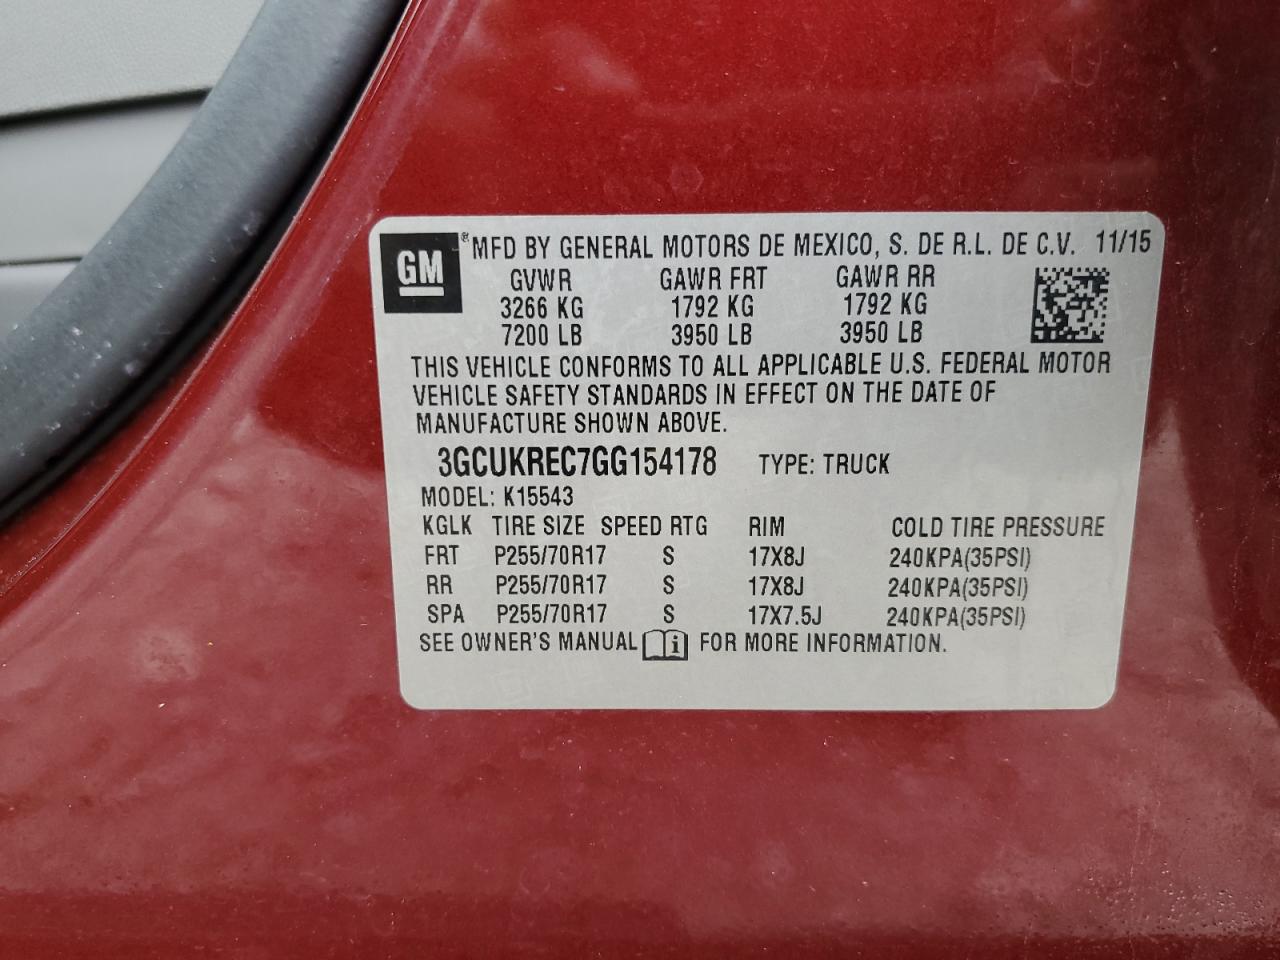 GM ® MFD BY GENERAL MOTORS DE MEXICO, S. DE R.L. DE C.V. 11/15
GVWR GAWR FRT GAWR RR
3266 KG 1792 KG 1792 KG
7200 LB 3950 LB 3950 LB
THIS VEHICLE CONFORMS TO ALL APPLICABLE U.S. FEDERAL MOTOR
VEHICLE SAFETY STANDARDS IN EFFECT ON THE DATE OF
MANUFACTURE SHOWN ABOVE.
3GCUKREC7GG154178 TYPE: TRUCK
MODEL: K15543
KGLK TIRE SIZE SPEED RTG RIM COLD TIRE PRESSURE
FRT P255/70R17 S 17X8J 240KPA(35PSI)
RR P255/70R17 S 17X8J 240KPA(35PSI)
SPA P255/70R17 S 17X7.5J 240KPA(35PSI)
SEE OWNER'S MANUAL i FOR MORE INFORMATION.